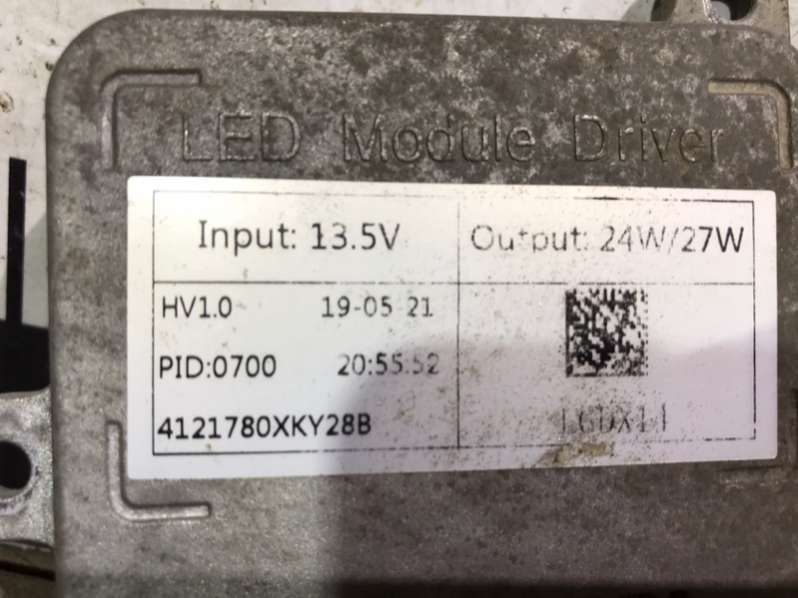 LED Module Driver
Input: 13.5V
Output: 24W/27W
HV1.0 19-05-21
PID:0700 20:55:52
4121780XKY28B